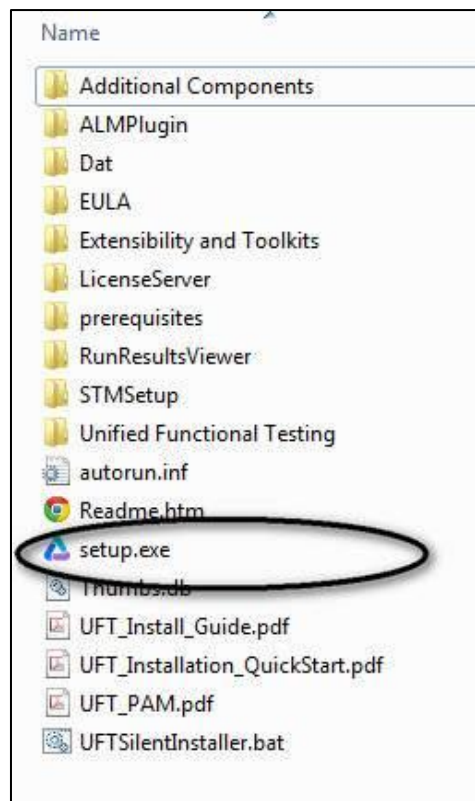 Name
Additional Components
ALMPlugin
Dat
EULA
Extensibility and Toolkits
LicenseServer
prerequisites
RunResultsViewer
STMSetup
Unified Functional Testing
autorun.inf
Readme.htm
setup.exe
Thumbs.db
UFT_Install_Guide.pdf
UFT_Installation_QuickStart.pdf
UFT_PAM.pdf
UFTSilentInstaller.bat